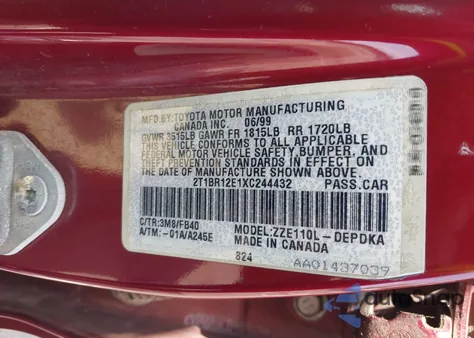 MFD.BY:TOYOTA MOTOR MANUFACTURING
CANADA INC. 06/99
GVWR 3515LB GAWR FR 1815LB RR 1720LB
THIS VEHICLE CONFORMS TO ALL APPLICABLE
FEDERAL MOTOR VEHICLE SAFETY, BUMPER, AND
THEFT PREVENTION STANDARDS IN EFFECT ON
THE DATE OF MANUFACTURE SHOWN ABOVE.
2T1BR12E1XC244432 PASS.CAR
C/TR:3M8/FB40 MODEL:ZZE110L-DEPDKA
A/TM:-01A/A245E MADE IN CANADA
824
AA01437039